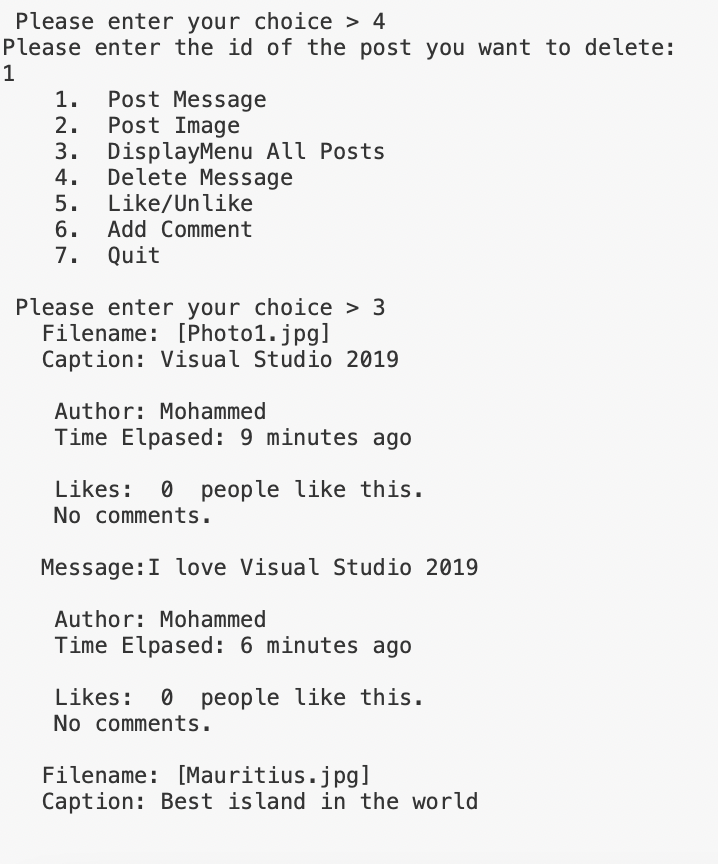 Please enter your choice > 4
Please enter the id of the post you want to delete:
1
1.  Post Message
2.  Post Image
3.  DisplayMenu All Posts
4.  Delete Message
5.  Like/Unlike
6.  Add Comment
7.  Quit
Please enter your choice > 3
Filename: [Photo1.jpg]
Caption: Visual Studio 2019
Author: Mohammed
Time Elpased: 9 minutes ago
Likes:  0  people like this.
No comments.
Message:I love Visual Studio 2019
Author: Mohammed
Time Elpased: 6 minutes ago
Likes:  0  people like this.
No comments.
Filename: [Mauritius.jpg]
Caption: Best island in the world